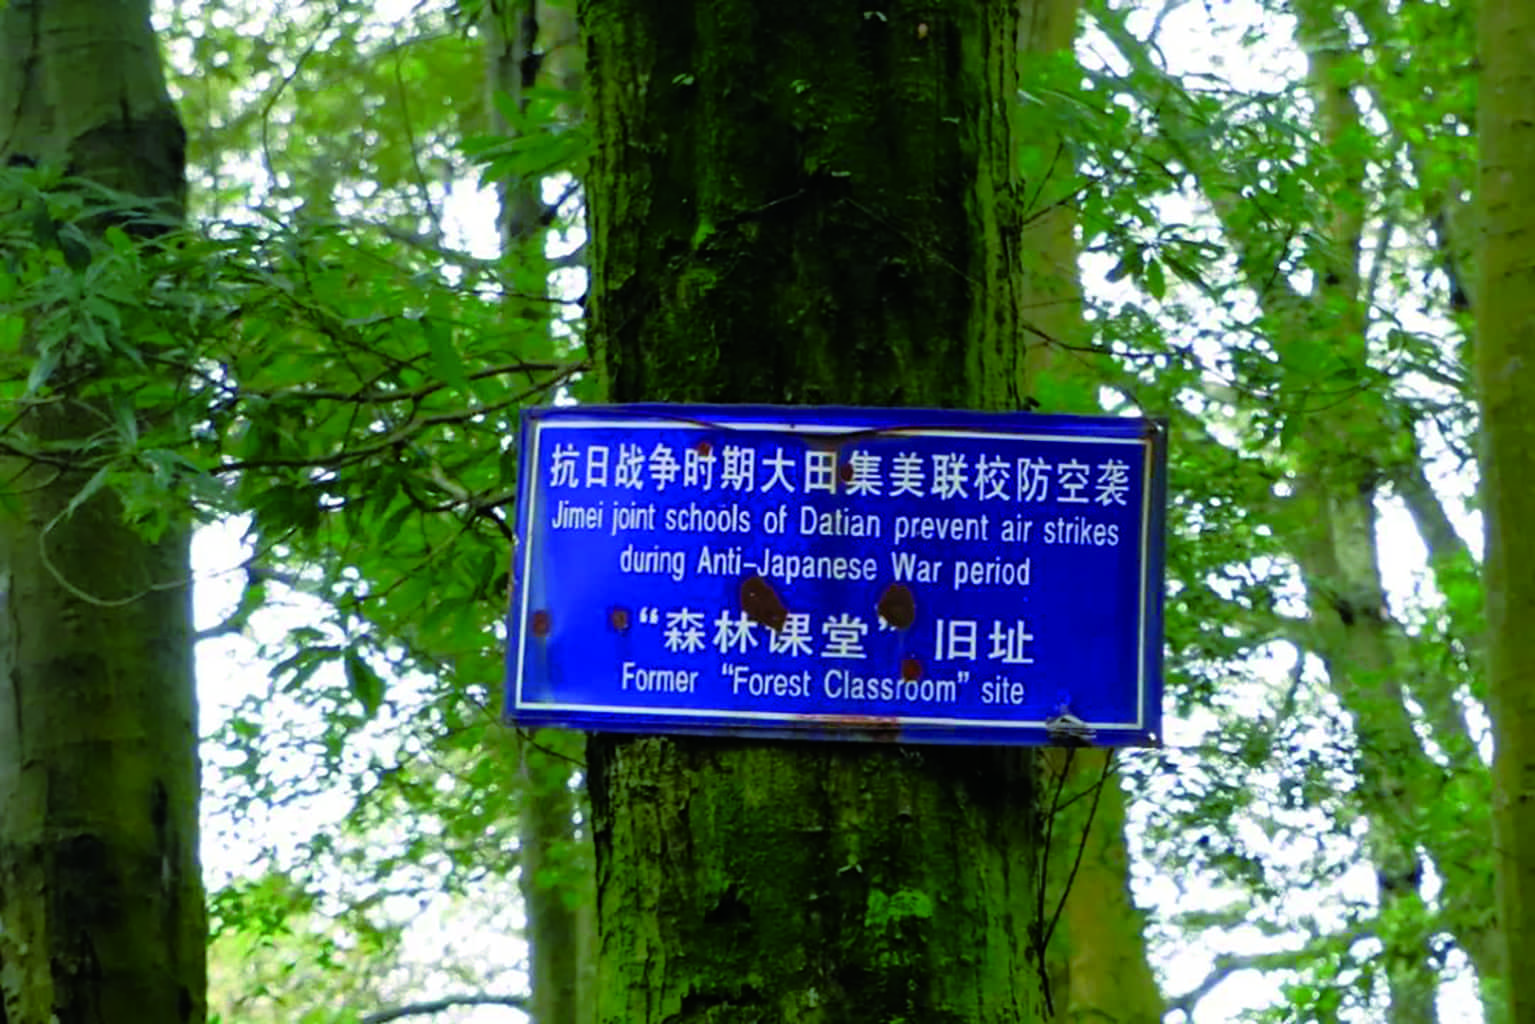 抗日战争时期大田集美联校防空袭
Jimei joint schools of Datian prevent air strikes
during Anti-Japanese War period
“森林课堂” 旧址
Former “Forest Classroom” site